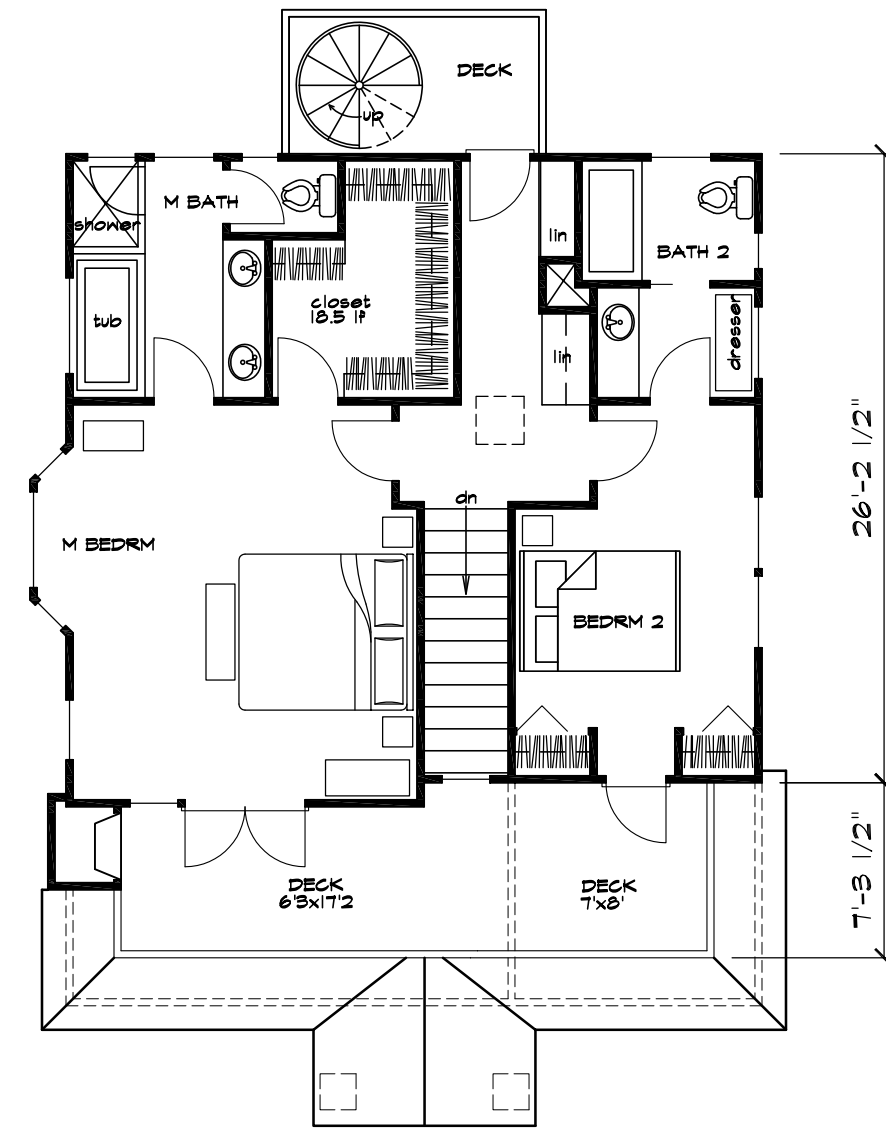 DECK
up
M BATH
shower
lin
BATH 2
closet
18.5 lf
tub
dresser
lin
26'-2 1/2"
dn
M BEDRM
BEDRM 2
7'-3 1/2"
DECK
6'3x17'2
DECK
7'x8'